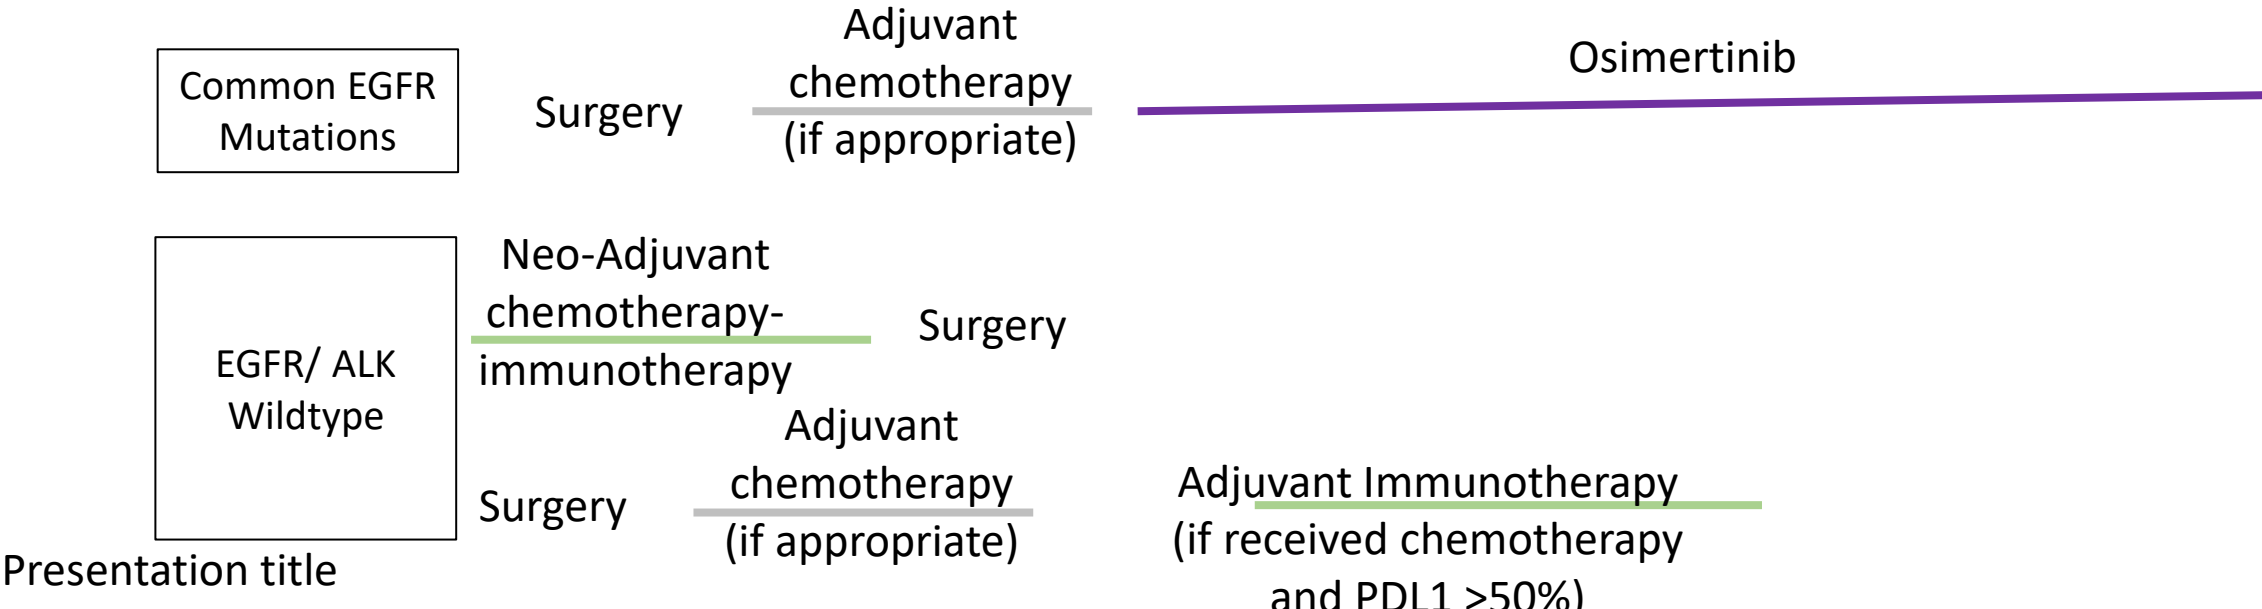 Common EGFR
Mutations
Surgery
Adjuvant
chemotherapy
(if appropriate)
Osimertinib
EGFR/ ALK
Wildtype
Neo-Adjuvant
chemotherapy-
immunotherapy
Surgery
Surgery
Adjuvant
chemotherapy
(if appropriate)
Adjuvant Immunotherapy
(if received chemotherapy
and PDL1 >50%)
Presentation title